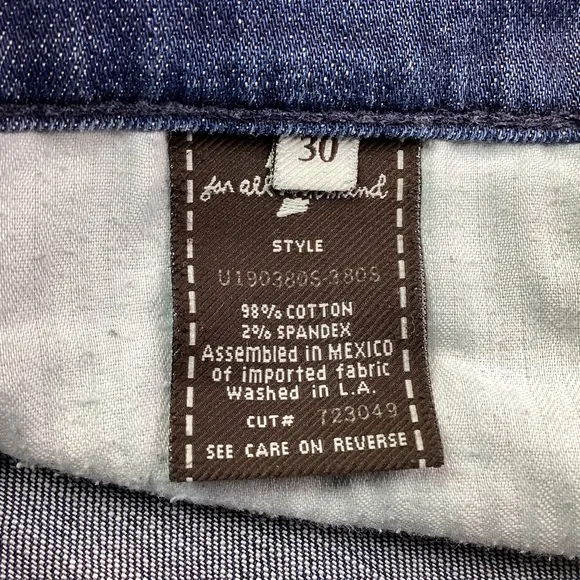 30
for all mankind
STYLE
U190380S-380S
98% COTTON
2% SPANDEX
Assembled in MEXICO
of imported fabric
Washed in L.A.
CUT# 723049
SEE CARE ON REVERSE